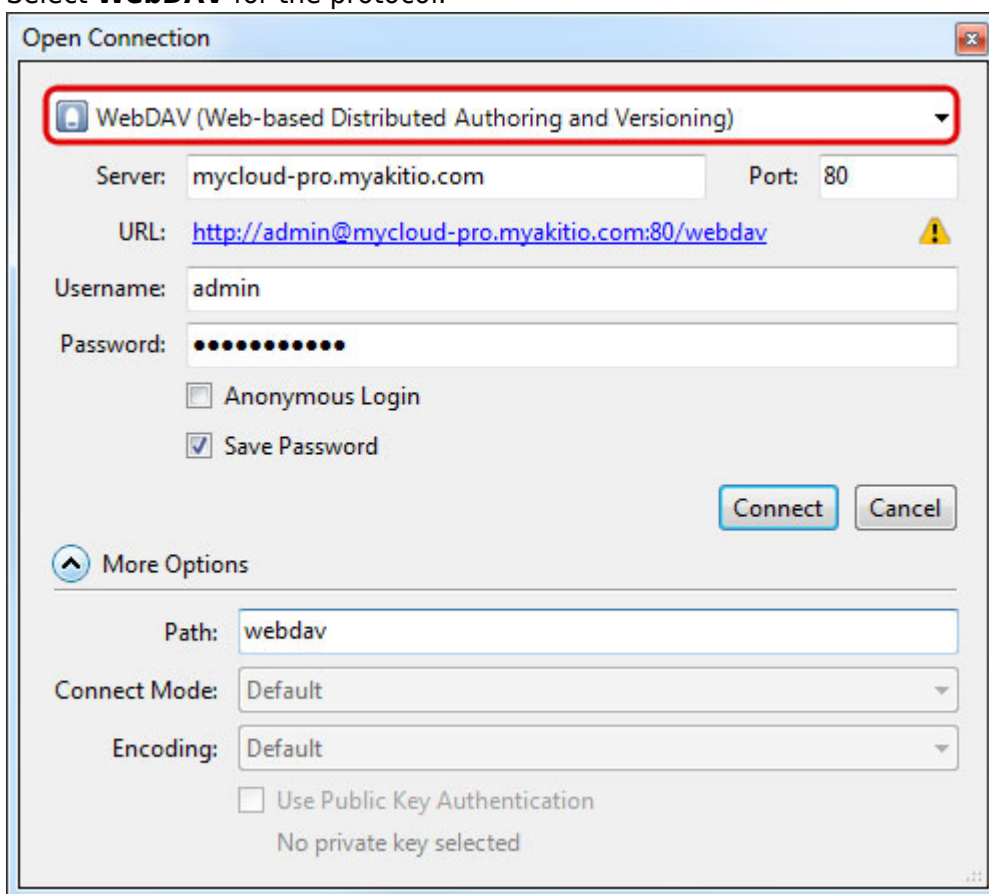 Select WebDAV for the protocol.
Open Connection
WebDAV (Web-based Distributed Authoring and Versioning)
Server: mycloud-pro.myakitio.com Port: 80
URL: http://admin@mycloud-pro.myakitio.com:80/webdav
Username: admin
Password: •••••••••••
Anonymous Login
Save Password
Connect Cancel
More Options
Path: webdav
Connect Mode: Default
Encoding: Default
Use Public Key Authentication
No private key selected